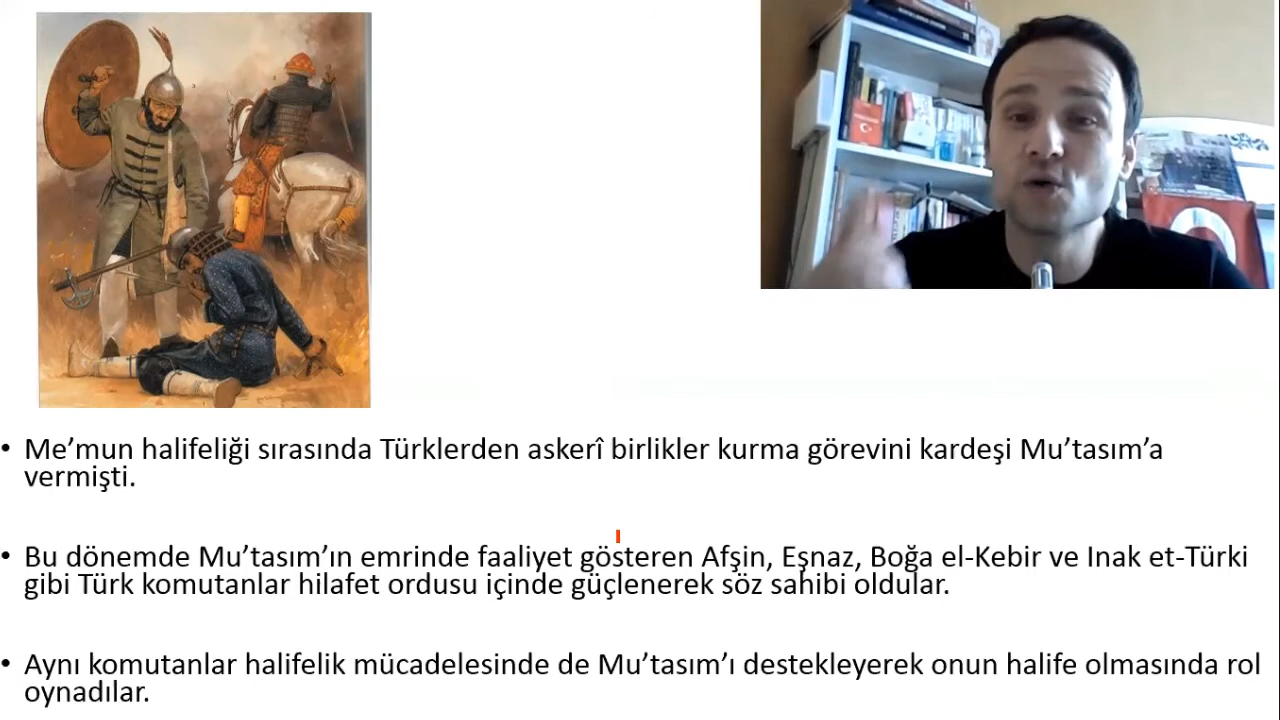 • Me’mun halifeliği sırasında Türklerden askerî birlikler kurma görevini kardeşi Mu’tasım’a
vermişti.
• Bu dönemde Mu’tasım’ın emrinde faaliyet gösteren Afşin, Eşnaz, Boğa el-Kebir ve Inak et-Türki
gibi Türk komutanlar hilafet ordusu içinde güçlenerek söz sahibi oldular.
• Aynı komutanlar halifelik mücadelesinde de Mu’tasım’ı destekleyerek onun halife olmasında rol
oynadılar.